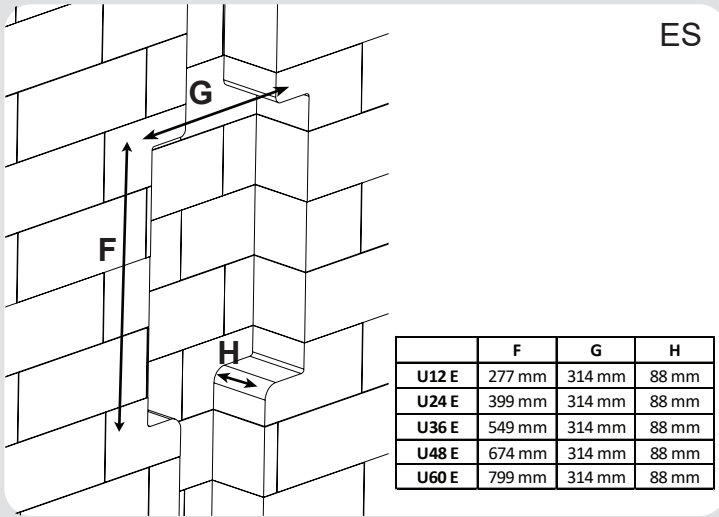 ES
G
F
H
F G H
U12 E 277 mm 314 mm 88 mm
U24 E 399 mm 314 mm 88 mm
U36 E 549 mm 314 mm 88 mm
U48 E 674 mm 314 mm 88 mm
U60 E 799 mm 314 mm 88 mm